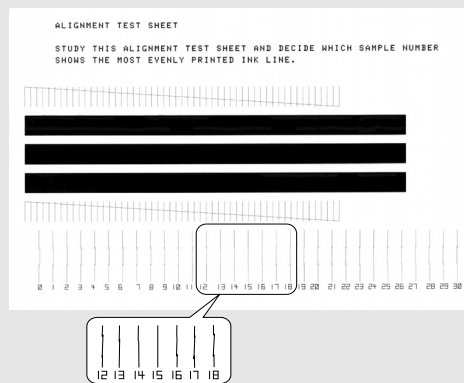 ALIGNMENT TEST SHEET
STUDY THIS ALIGNMENT TEST SHEET AND DECIDE WHICH SAMPLE NUMBER
SHOWS THE MOST EVENLY PRINTED INK LINE.
0 1 2 3 4 5 6 7 8 9 10 11 12 13 14 15 16 17 18 19 20 21 22 23 24 25 26 27 28 29 30
12 13 14 15 16 17 18